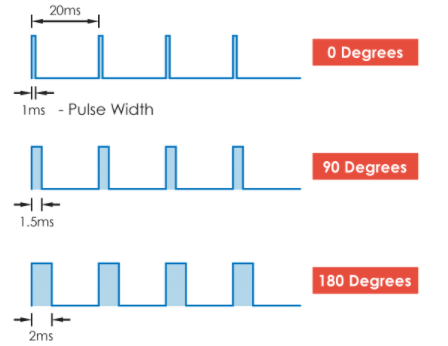 20ms
0 Degrees
1ms - Pulse Width
90 Degrees
1.5ms
180 Degrees
2ms